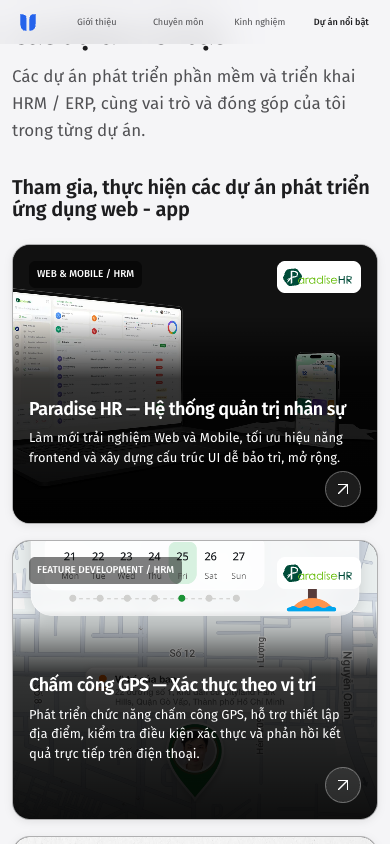 Giới thiệu
Chuyên môn
Kinh nghiệm
Dự án nổi bật
Các dự án phát triển phần mềm và triển khai
HRM / ERP, cùng vai trò và đóng góp của tôi
trong từng dự án.
Tham gia, thực hiện các dự án phát triển
ứng dụng web - app
WEB & MOBILE / HRM
ParadiseHR
Paradise HR — Hệ thống quản trị nhân sự
Làm mới trải nghiệm Web và Mobile, tối ưu hiệu năng
frontend và xây dựng cấu trúc UI dễ bảo trì, mở rộng.
21 22 23 24 25 26 27
Mon Tue Wed Thu Fri Sat Sun
FEATURE DEVELOPMENT / HRM
ParadiseHR
Số 12
Nguyễn Oanh
Chấm công GPS — Xác thực theo vị trí
Phát triển chức năng chấm công GPS, hỗ trợ thiết lập
địa điểm, kiểm tra điều kiện xác thực và phản hồi kết
quả trực tiếp trên điện thoại.